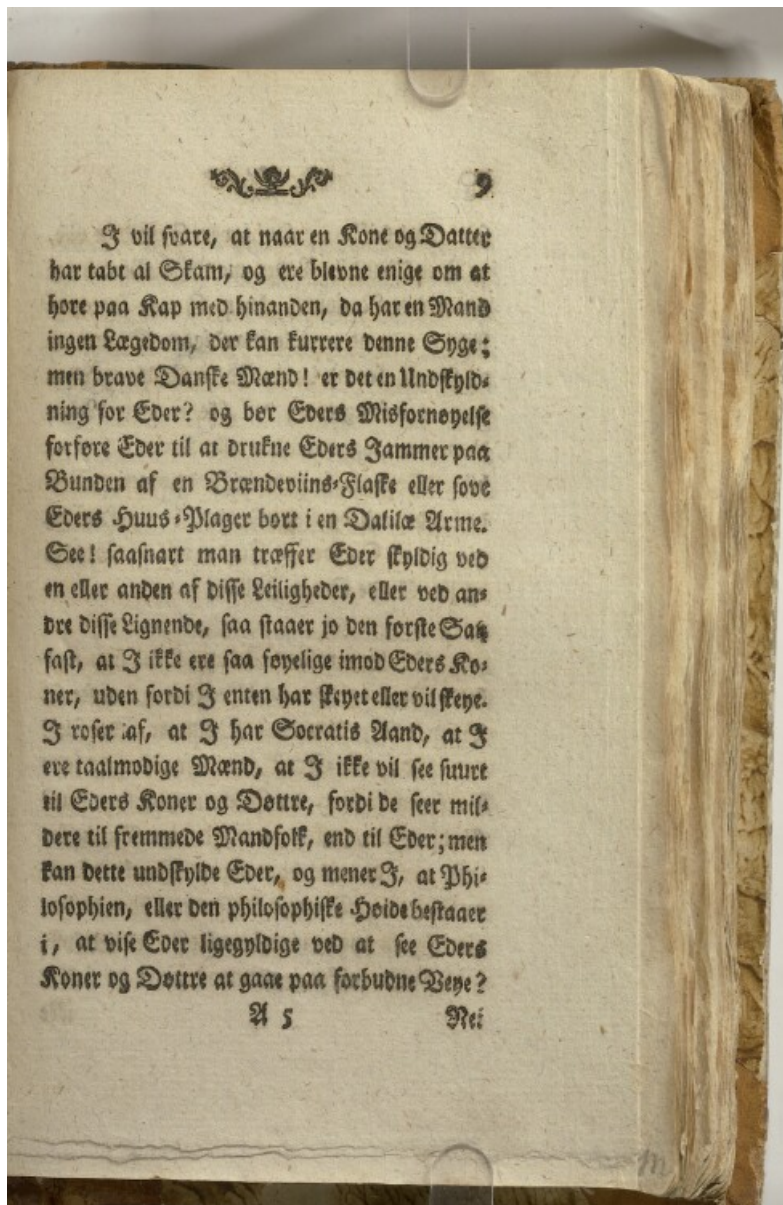 9
I vil svare, at naar en Kone og Datter
har tabt al Skam, og ere blevne enige om at
hore paa Kap med hinanden, da har en Mand
ingen Lægedom, der kan kurrere denne Syge;
men brave Danske Mænd! er det en Undskyld-
ning for Eder? og bør Eders Misfornøyelse
forføre Eder til at drukne Eders Jammer paa
Bunden af en Brændeviins-Flaske eller sove
Eders Huus-Plager bort i en Dalilæ Arme.
See! saasnart man træffer Eder skyldig ved
en eller anden af disse Leiligheder, eller ved an-
dre disse Lignende, saa staaer jo den første Satz
fast, at I ikke ere saa føyelige imod Eders Ko-
ner, uden fordi I enten har skeyet eller vil skeye.
I roser af, at I har Socratis Aand, at I
ere taalmodige Mænd, at I ikke vil see suurt
til Eders Koner og Døttre, fordi de seer mil-
dere til fremmede Mandfolk, end til Eder; men
kan dette undskylde Eder, og mener I, at Phi-
losophien, eller den philosophiske Høide bestaaer
i, at vise Eder ligegyldige ved at see Eders
Koner og Døttre at gaae paa forbudne Veye?
A 5 Nei